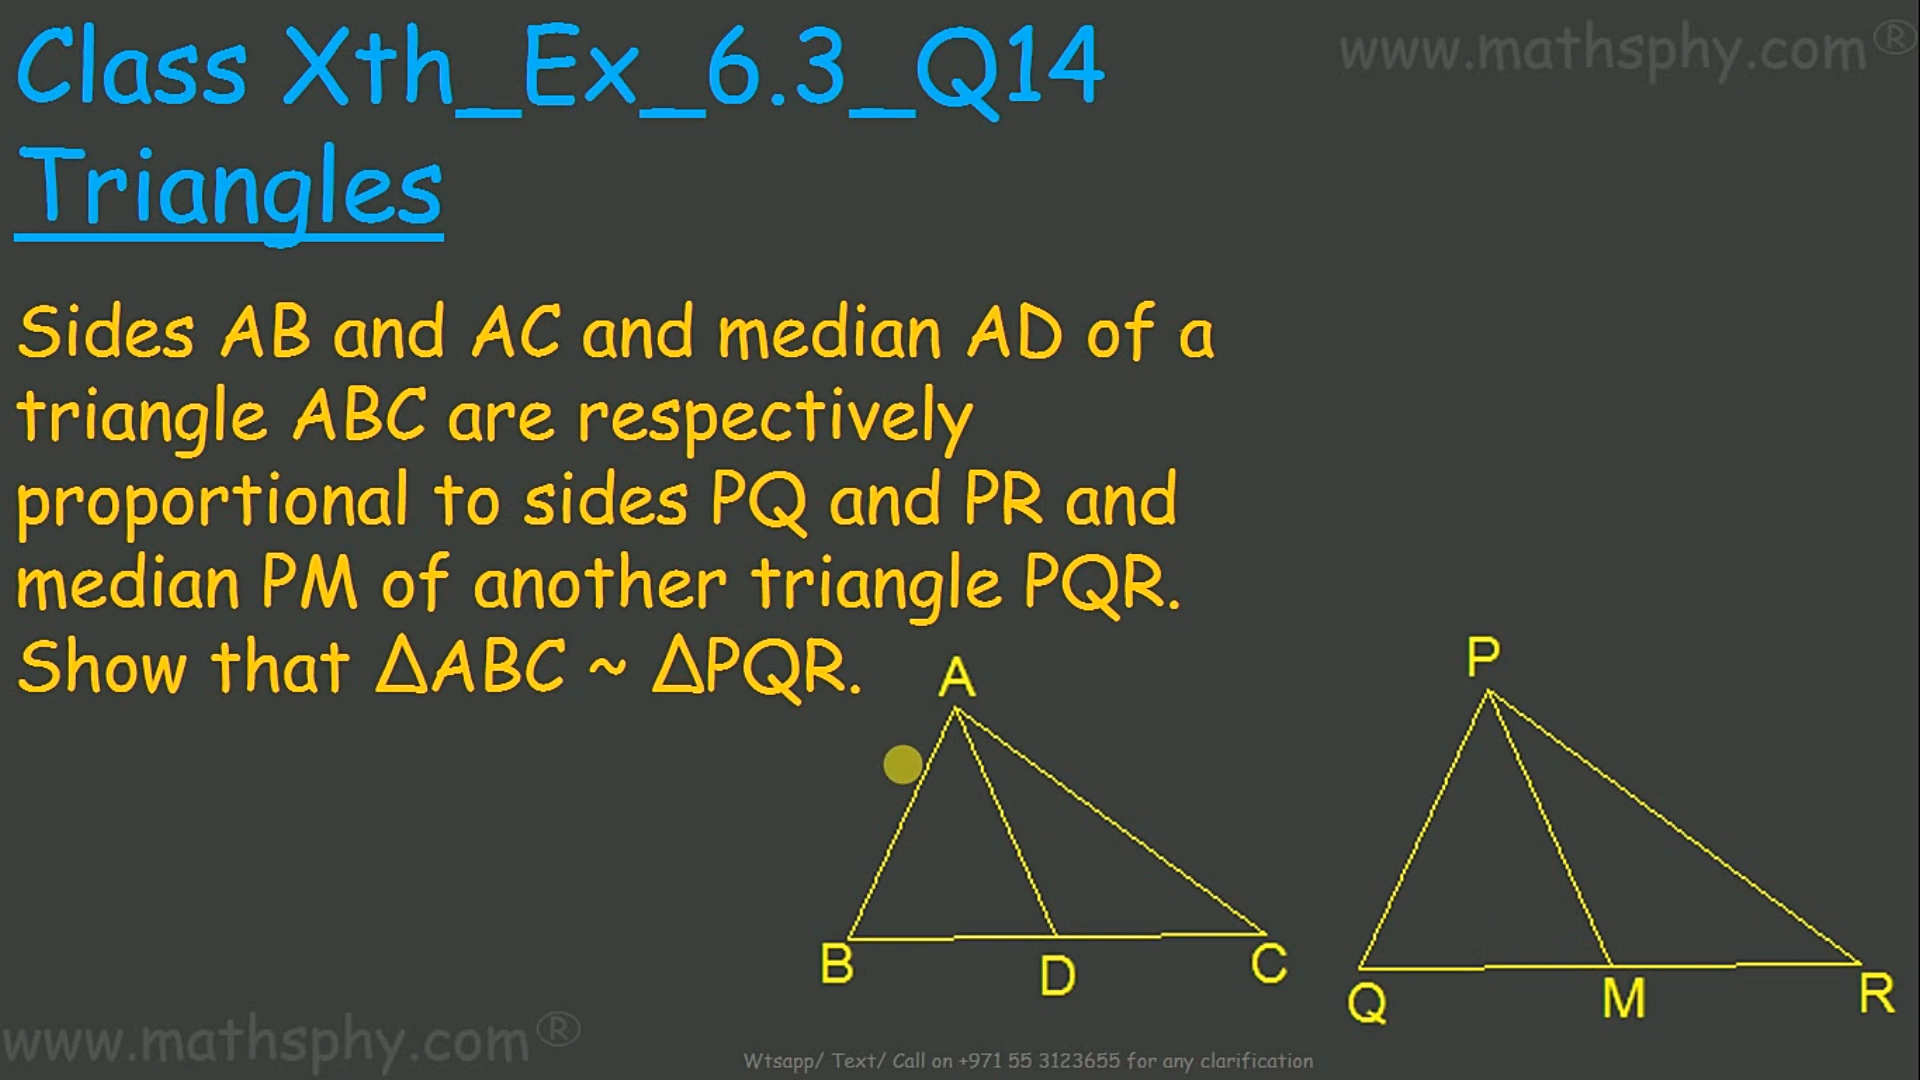 Class Xth_Ex_6.3_Q14
www.mathsphy.com®
Triangles
Sides AB and AC and median AD of a
triangle ABC are respectively
proportional to sides PQ and PR and
median PM of another triangle PQR.
Show that ΔABC ~ ΔPQR.
A
P
B
D
C
Q
M
R
www.mathsphy.com®
Wtsapp/ Text/ Call on +971 55 3123655 for any clarification